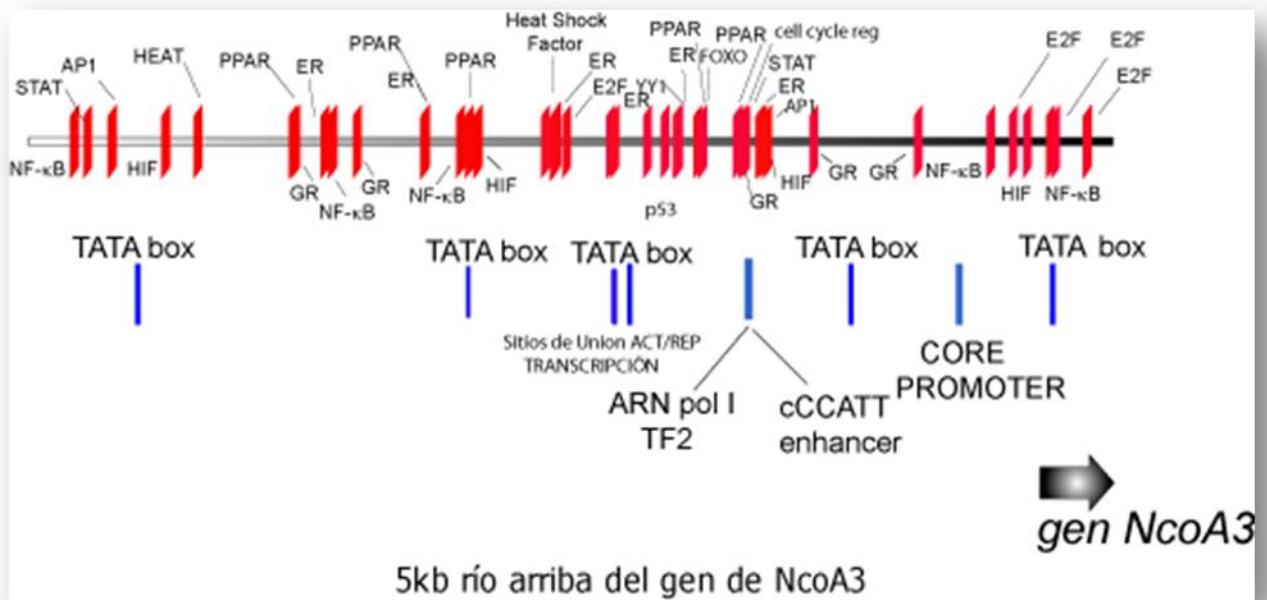 Heat Shock
Factor
PPAR
PPAR
cell cycle reg
E2F
E2F
PPAR
HEAT
PPAR
ER
PPAR
ER
ER
FOXO
STAT
E2F
AP1
STAT
ER
E2F
YY1
ER
ER
AP1
NF-κB
HIF
GR
NF-κB
GR
NF-κB
HIF
p53
GR
HIF
GR
GR
NF-κB
HIF
NF-κB
TATA box
TATA box
TATA box
TATA box
TATA box
Sitios de Union ACT/REP
TRANSCRIPCIÓN
CORE
PROMOTER
ARN pol I
TF2
cCCATT
enhancer
gen NcoA3
5kb río arriba del gen de NcoA3